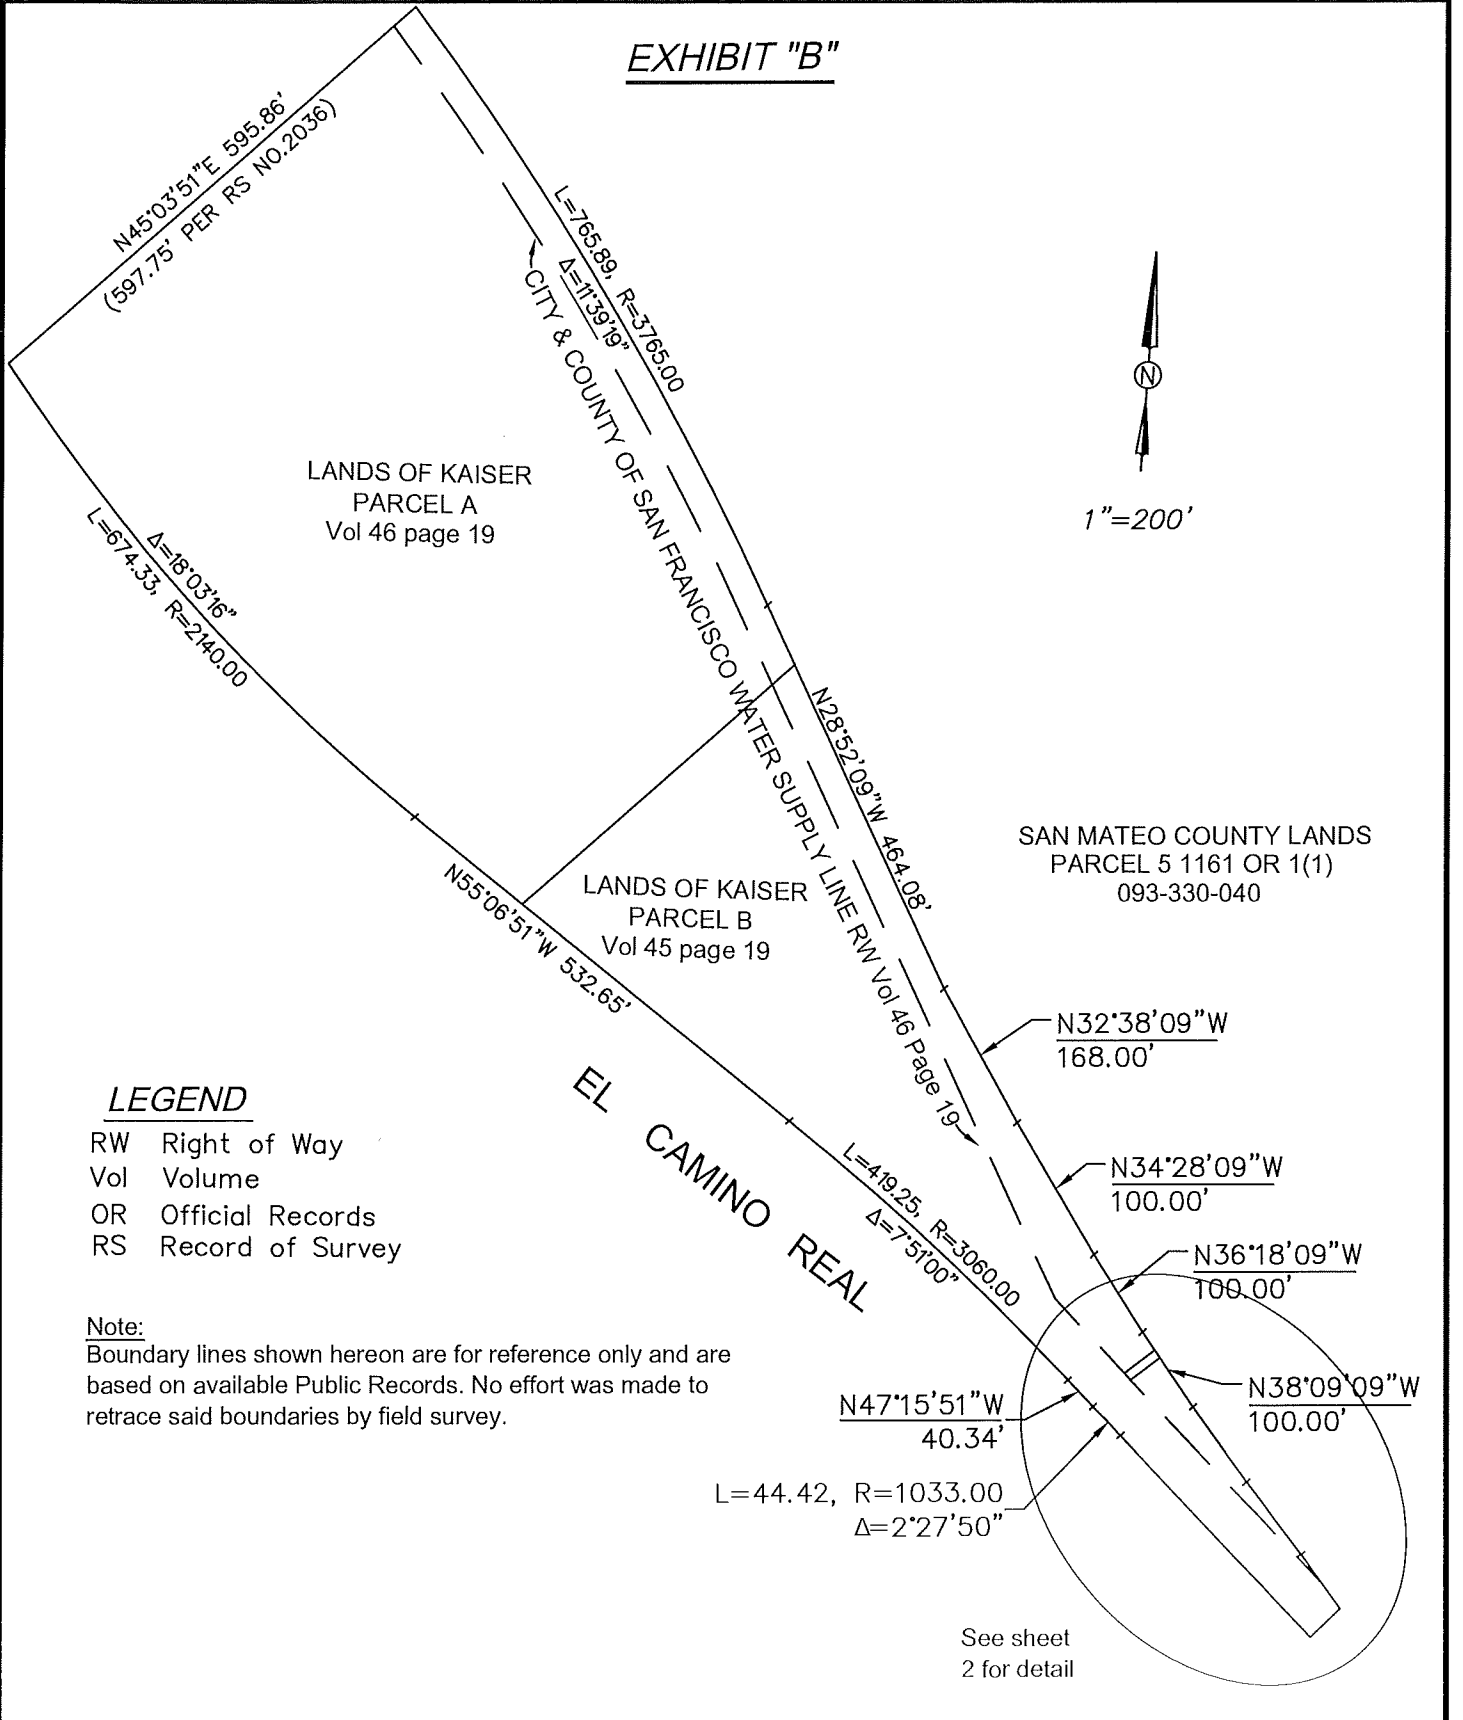 EXHIBIT "B"
N45°03'51"E 595.86'
(597.75' PER RS NO.2036)
L=765.89, R=3765.00
Δ=11°39'19"
CITY & COUNTY OF SAN FRANCISCO WATER SUPPLY LINE RW Vol 46 Page 19
N
1"=200'
LANDS OF KAISER
PARCEL A
Vol 46 page 19
Δ=18°03'16"
L=674.33, R=2140.00
N28°52'09"W 464.08'
SAN MATEO COUNTY LANDS
PARCEL 5 1161 OR 1(1)
093-330-040
LANDS OF KAISER
PARCEL B
Vol 45 page 19
N55°06'51"W 532.65'
N32°38'09"W
168.00'
EL CAMINO REAL
LEGEND
RW Right of Way
Vol Volume
OR Official Records
RS Record of Survey
L=419.25, R=3060.00
Δ=7°51'00"
N34°28'09"W
100.00'
N36°18'09"W
100.00'
Note:
Boundary lines shown hereon are for reference only and are
based on available Public Records. No effort was made to
retrace said boundaries by field survey.
N38°09'09"W
100.00'
N47°15'51"W
40.34'
L=44.42, R=1033.00
Δ=2°27'50"
See sheet
2 for detail